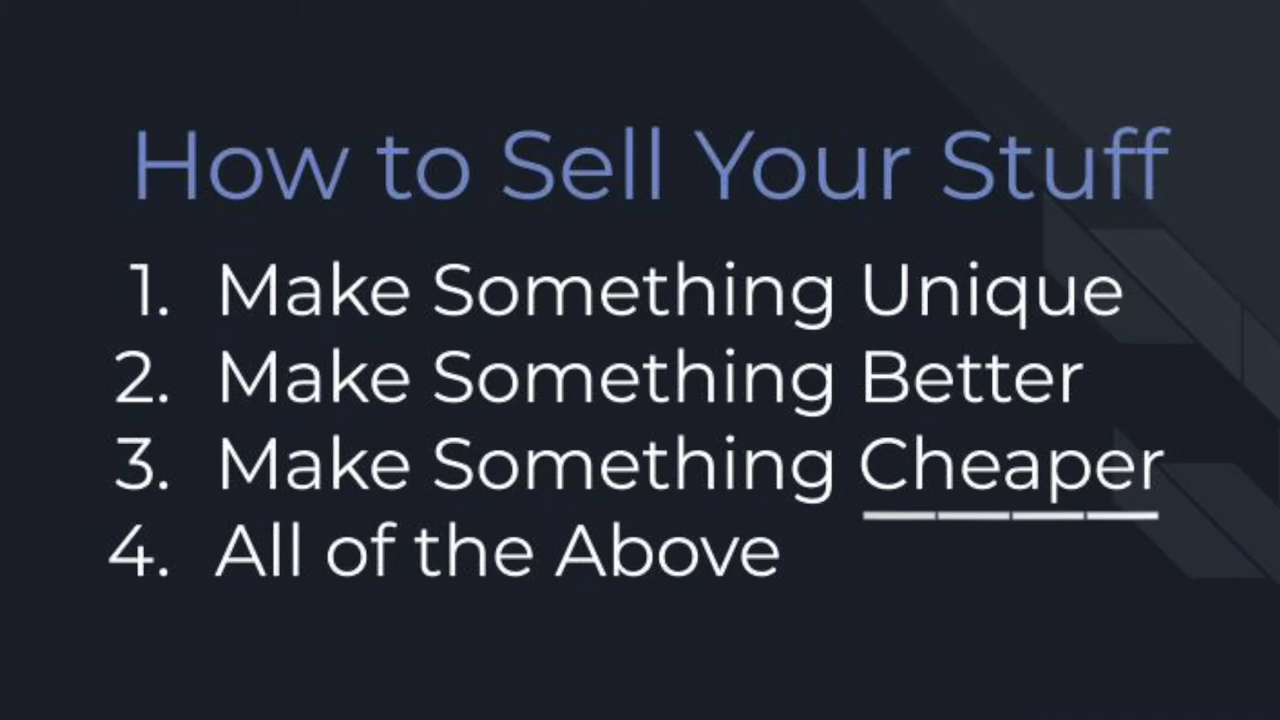 How to Sell Your Stuff
1. Make Something Unique
2. Make Something Better
3. Make Something Cheaper
4. All of the Above